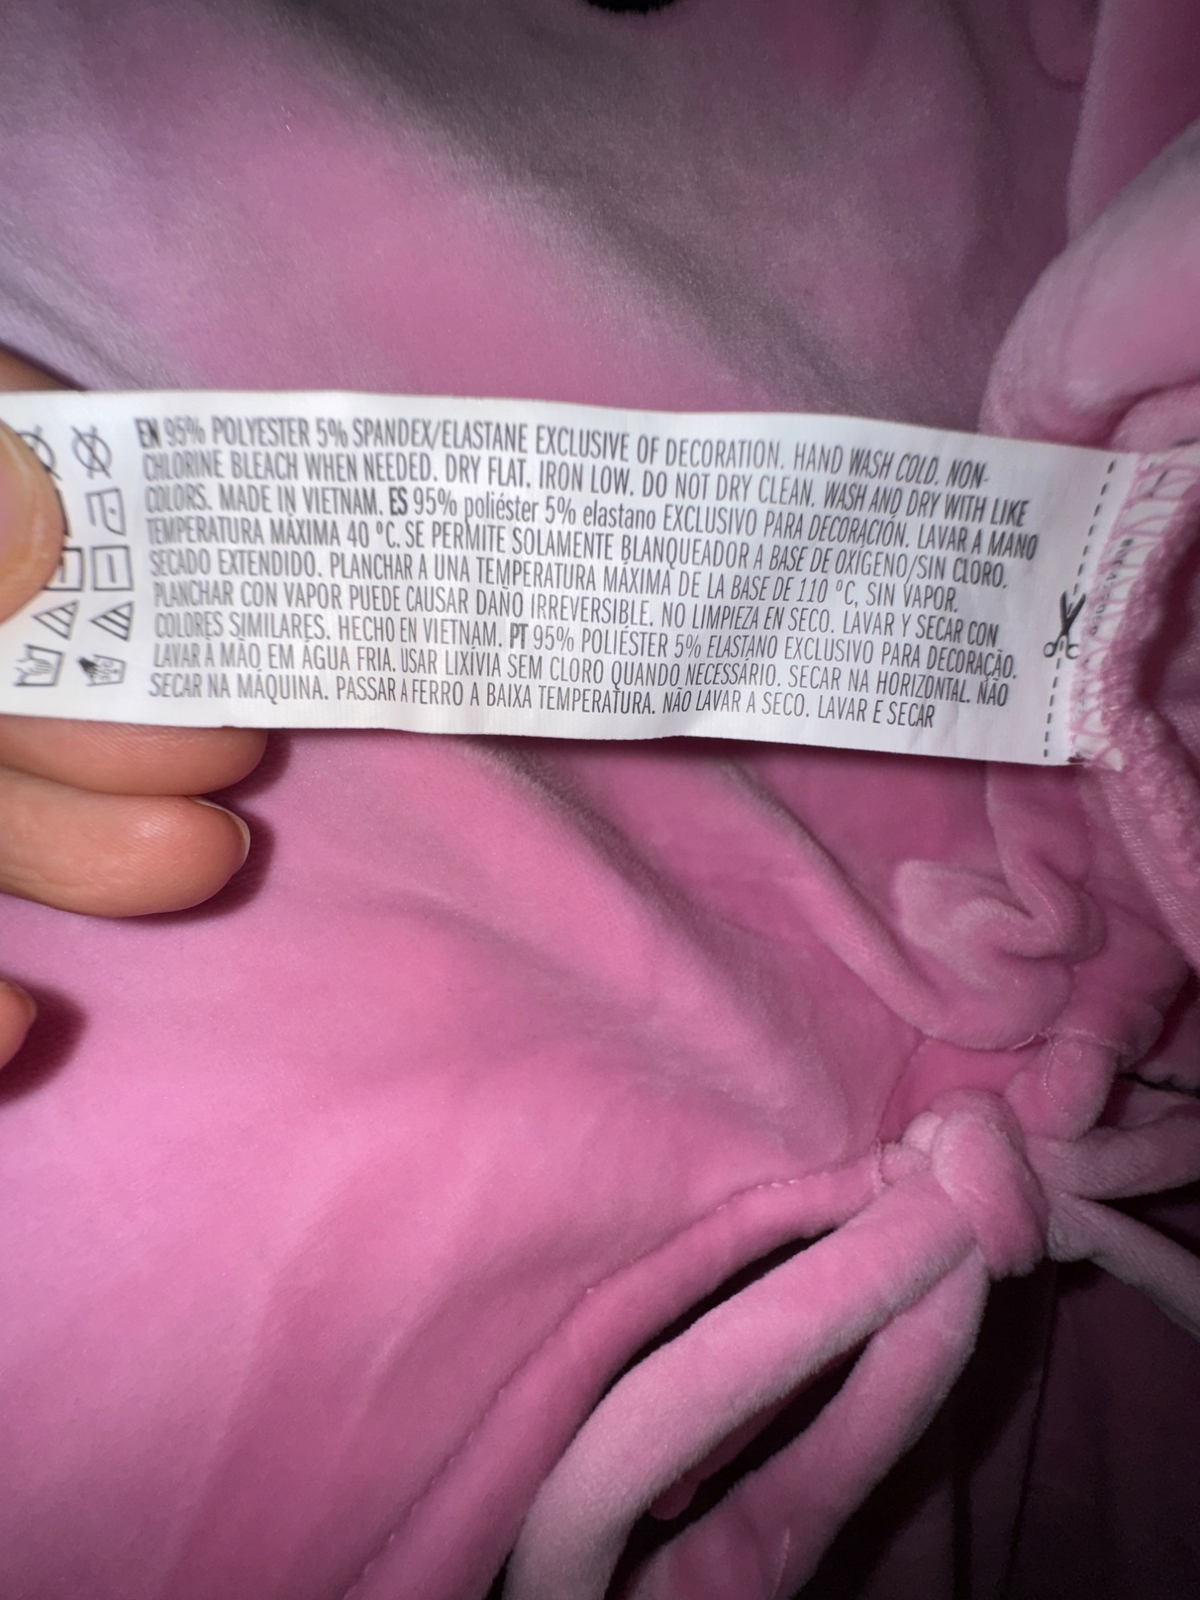 EN 95% POLYESTER 5% SPANDEX/ELASTANE EXCLUSIVE OF DECORATION. HAND WASH COLD. NON-
CHLORINE BLEACH WHEN NEEDED. DRY FLAT. IRON LOW. DO NOT DRY CLEAN. WASH AND DRY WITH LIKE
COLORS. MADE IN VIETNAM. ES 95% poliéster 5% elastano EXCLUSIVO PARA DECORACIÓN. LAVAR A MANO
TEMPERATURA MÁXIMA 40 °C. SE PERMITE SOLAMENTE BLANQUEADOR A BASE DE OXÍGENO/SIN CLORO.
SECADO EXTENDIDO. PLANCHAR A UNA TEMPERATURA MÁXIMA DE LA BASE DE 110 °C, SIN VAPOR.
PLANCHAR CON VAPOR PUEDE CAUSAR DAÑO IRREVERSIBLE. NO LIMPIEZA EN SECO. LAVAR Y SECAR CON
COLORES SIMILARES. HECHO EN VIETNAM. PT 95% POLIÉSTER 5% ELASTANO EXCLUSIVO PARA DECORAÇÃO.
LAVAR À MÃO EM ÁGUA FRIA. USAR LIXÍVIA SEM CLORO QUANDO NECESSÁRIO. SECAR NA HORIZONTAL. NÃO
SECAR NA MÁQUINA. PASSAR A FERRO A BAIXA TEMPERATURA. NÃO LAVAR A SECO. LAVAR E SECAR